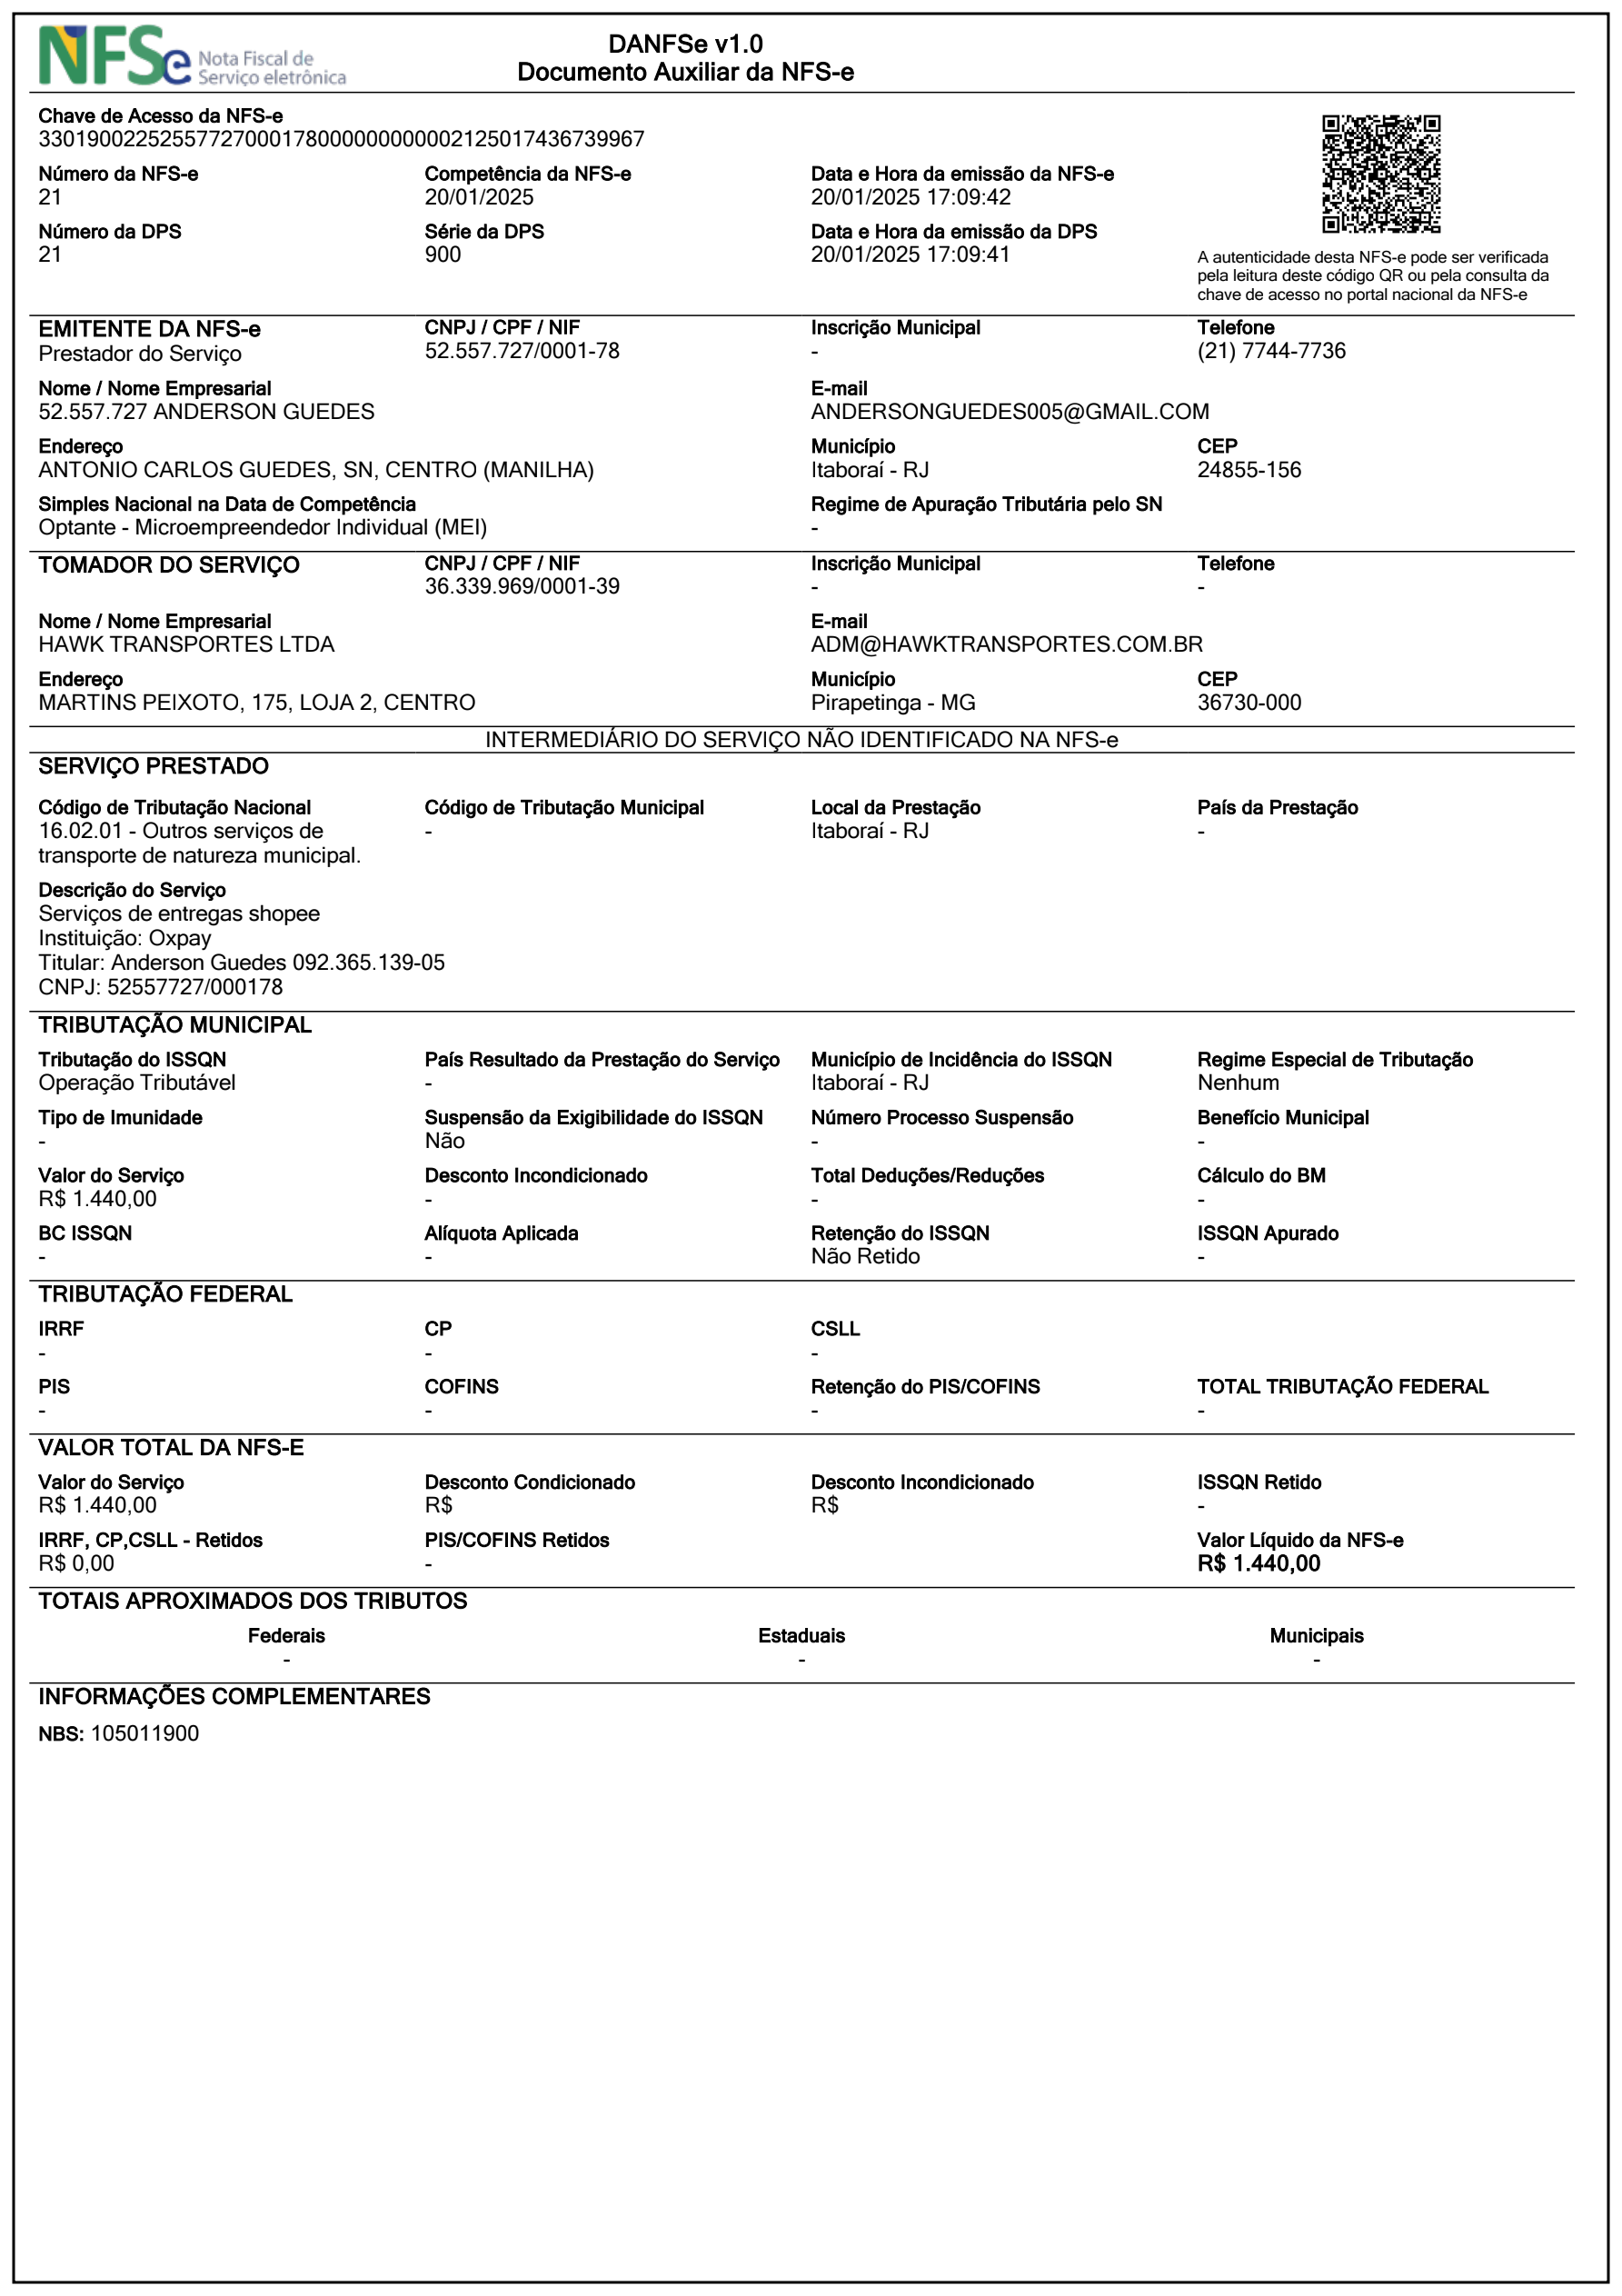 NFSe Nota Fiscal de Serviço eletrônica
DANFSe v1.0
Documento Auxiliar da NFS-e
Chave de Acesso da NFS-e
33019002252557727000178000000000002125017436739967
Número da NFS-e Competência da NFS-e Data e Hora da emissão da NFS-e
21 20/01/2025 20/01/2025 17:09:42
Número da DPS Série da DPS Data e Hora da emissão da DPS
21 900 20/01/2025 17:09:41
A autenticidade desta NFS-e pode ser verificada
pela leitura deste código QR ou pela consulta da
chave de acesso no portal nacional da NFS-e
EMITENTE DA NFS-e CNPJ / CPF / NIF Inscrição Municipal Telefone
Prestador do Serviço 52.557.727/0001-78 - (21) 7744-7736
Nome / Nome Empresarial E-mail
52.557.727 ANDERSON GUEDES ANDERSONGUEDES005@GMAIL.COM
Endereço Município CEP
ANTONIO CARLOS GUEDES, SN, CENTRO (MANILHA) Itaboraí - RJ 24855-156
Simples Nacional na Data de Competência Regime de Apuração Tributária pelo SN
Optante - Microempreendedor Individual (MEI) -
TOMADOR DO SERVIÇO CNPJ / CPF / NIF Inscrição Municipal Telefone
36.339.969/0001-39 - -
Nome / Nome Empresarial E-mail
HAWK TRANSPORTES LTDA ADM@HAWKTRANSPORTES.COM.BR
Endereço Município CEP
MARTINS PEIXOTO, 175, LOJA 2, CENTRO Pirapetinga - MG 36730-000
INTERMEDIÁRIO DO SERVIÇO NÃO IDENTIFICADO NA NFS-e
SERVIÇO PRESTADO
Código de Tributação Nacional Código de Tributação Municipal Local da Prestação País da Prestação
16.02.01 - Outros serviços de - Itaboraí - RJ -
transporte de natureza municipal.
Descrição do Serviço
Serviços de entregas shopee
Instituição: Oxpay
Titular: Anderson Guedes 092.365.139-05
CNPJ: 52557727/000178
TRIBUTAÇÃO MUNICIPAL
Tributação do ISSQN País Resultado da Prestação do Serviço Município de Incidência do ISSQN Regime Especial de Tributação
Operação Tributável - Itaboraí - RJ Nenhum
Tipo de Imunidade Suspensão da Exigibilidade do ISSQN Número Processo Suspensão Benefício Municipal
- Não - -
Valor do Serviço Desconto Incondicionado Total Deduções/Reduções Cálculo do BM
R$ 1.440,00 - - -
BC ISSQN Alíquota Aplicada Retenção do ISSQN ISSQN Apurado
- - Não Retido -
TRIBUTAÇÃO FEDERAL
IRRF CP CSLL
- - -
PIS COFINS Retenção do PIS/COFINS TOTAL TRIBUTAÇÃO FEDERAL
- - - -
VALOR TOTAL DA NFS-E
Valor do Serviço Desconto Condicionado Desconto Incondicionado ISSQN Retido
R$ 1.440,00 R$ R$ -
IRRF, CP,CSLL - Retidos PIS/COFINS Retidos Valor Líquido da NFS-e
R$ 0,00 - R$ 1.440,00
TOTAIS APROXIMADOS DOS TRIBUTOS
Federais Estaduais Municipais
- - -
INFORMAÇÕES COMPLEMENTARES
NBS: 105011900